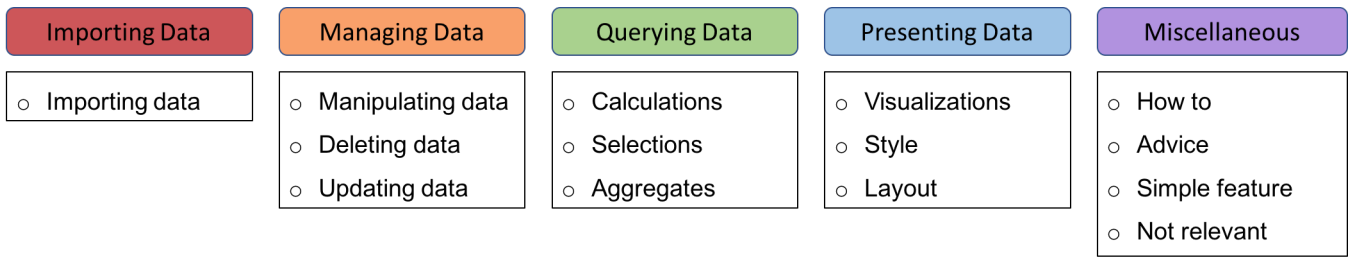 Importing Data
Importing data
Managing Data
Manipulating data
Deleting data
Updating data
Querying Data
Calculations
Selections
Aggregates
Presenting Data
Visualizations
Style
Layout
Miscellaneous
How to
Advice
Simple feature
Not relevant